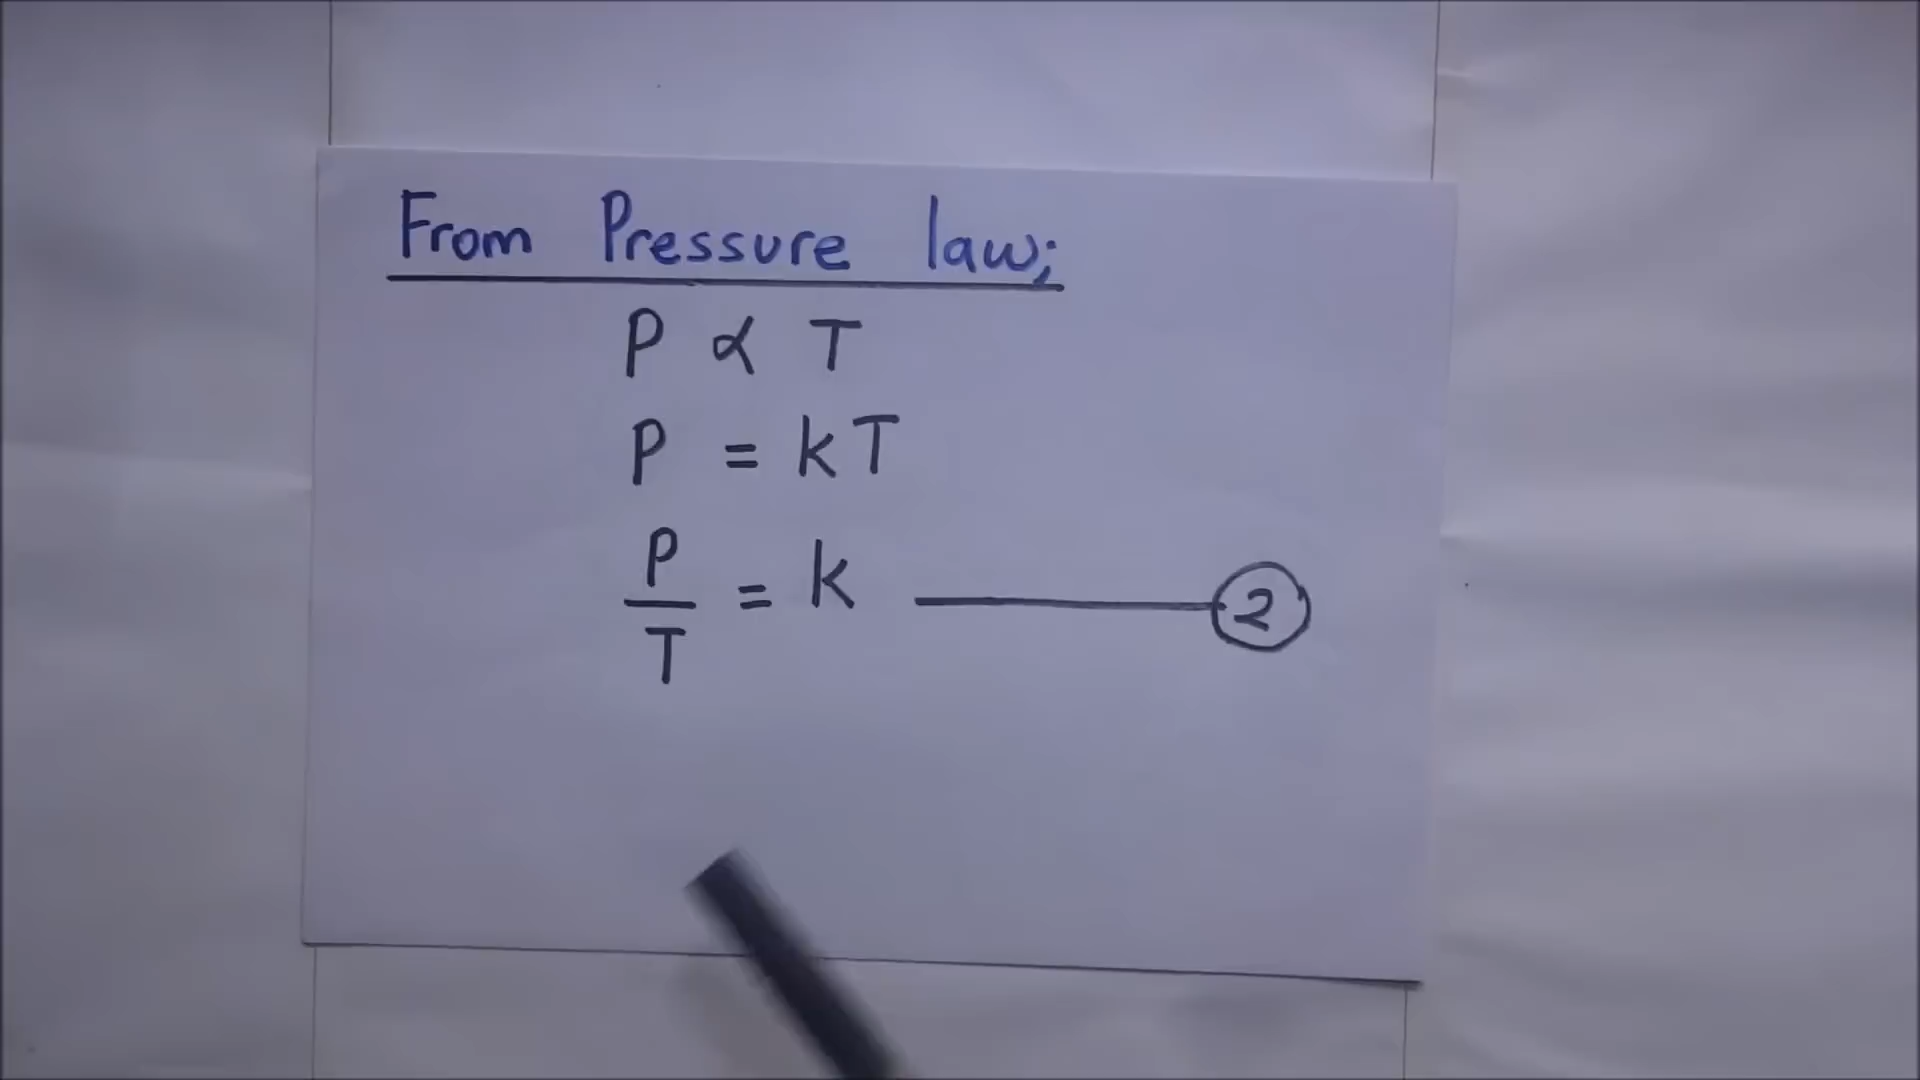 From Pressure law;
P ∝ T
P = kT
P/T = k ——— 2